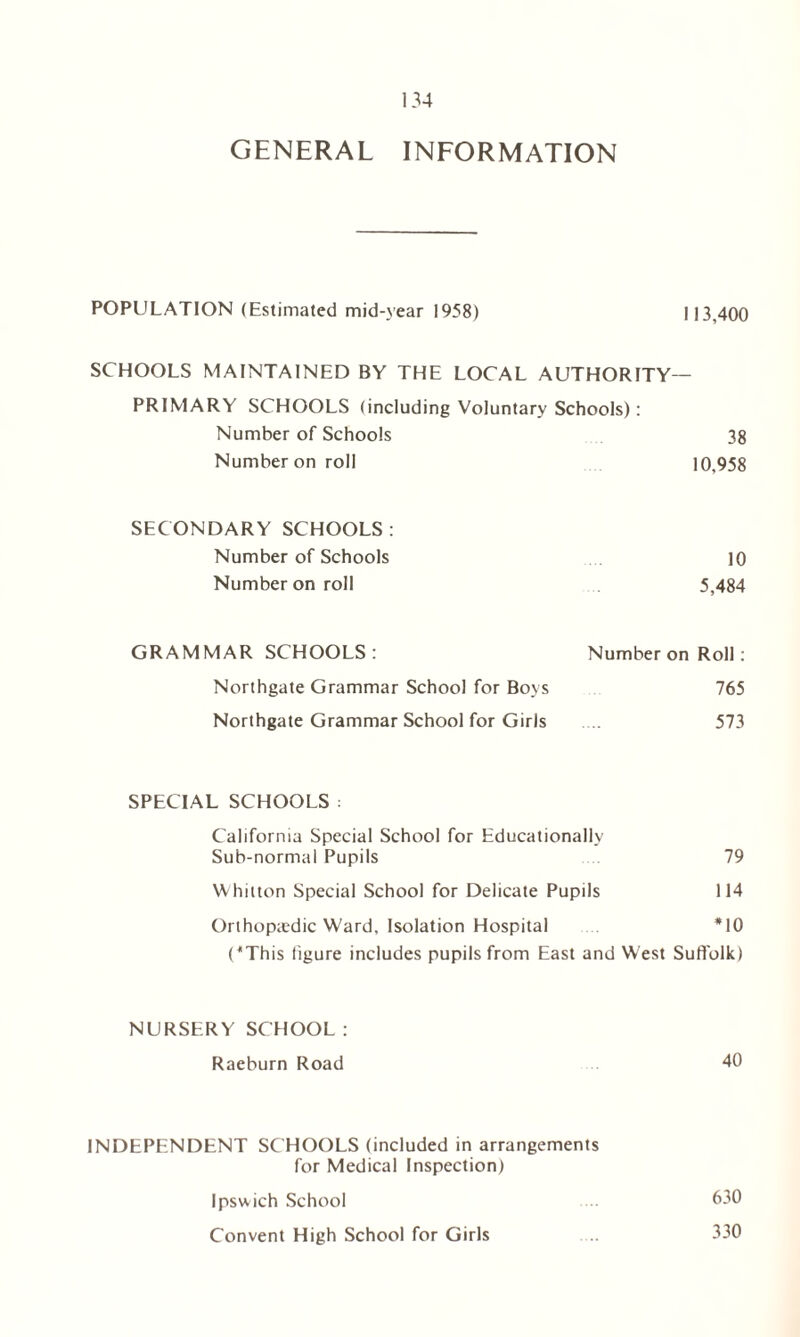 134
GENERAL INFORMATION
POPULATION (Estimated mid-year 1958) 113,400
SCHOOLS MAINTAINED BY THE LOCAL AUTHORITY—
PRIMARY SCHOOLS (including Voluntary Schools) :
Number of Schools .... 38
Number on roll .... 10,958
SECONDARY SCHOOLS :
Number of Schools .... 10
Number on roll .... 5,484
GRAMMAR SCHOOLS : Number on Roll :
Northgate Grammar School for Boys .... 765
Northgate Grammar School for Girls .... 573
SPECIAL SCHOOLS :
California Special School for Educationally
Sub-normal Pupils .... 79
Whitton Special School for Delicate Pupils 114
Orthopædic Ward, Isolation Hospital .... *10
(*This figure includes pupils from East and West Suffolk)
NURSERY SCHOOL :
Raeburn Road .... 40
INDEPENDENT SCHOOLS (included in arrangements
for Medical Inspection)
Ipswich School .... 630
Convent High School for Girls .... 330